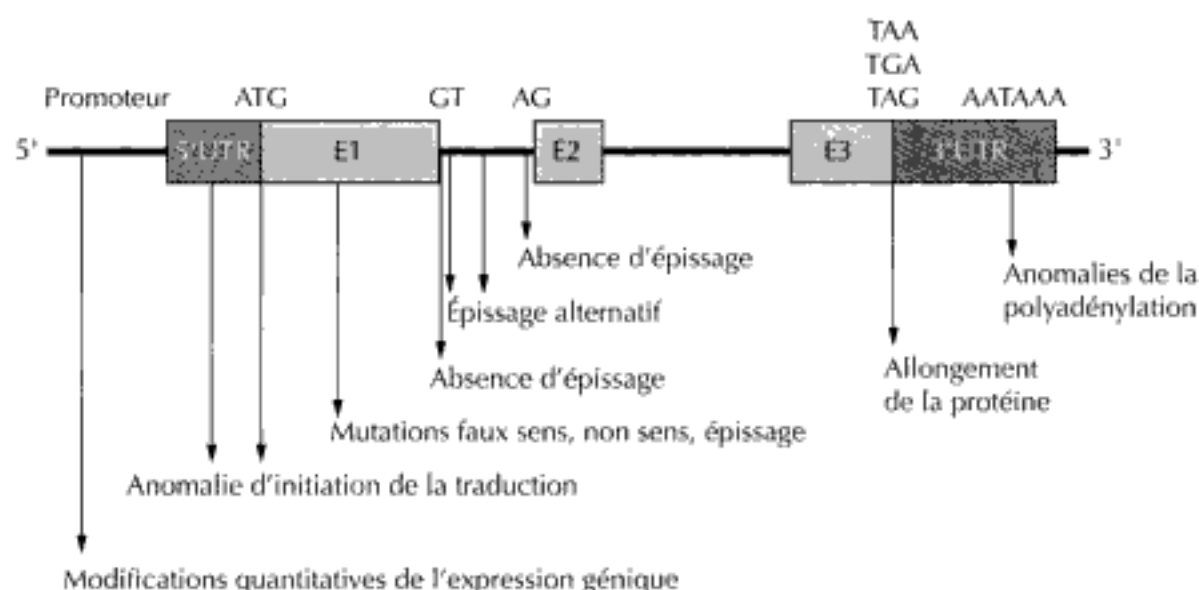 TAA
TGA
Promoteur ATG GT AG TAG AATAAA
5' 5'UTR E1 E2 E3 3'UTR 3'
Absence d'épissage
Anomalies de la
polyadénylation
Épissage alternatif
Absence d'épissage
Allongement
de la protéine
Mutations faux sens, non sens, épissage
Anomalie d'initiation de la traduction
Modifications quantitatives de l'expression génique